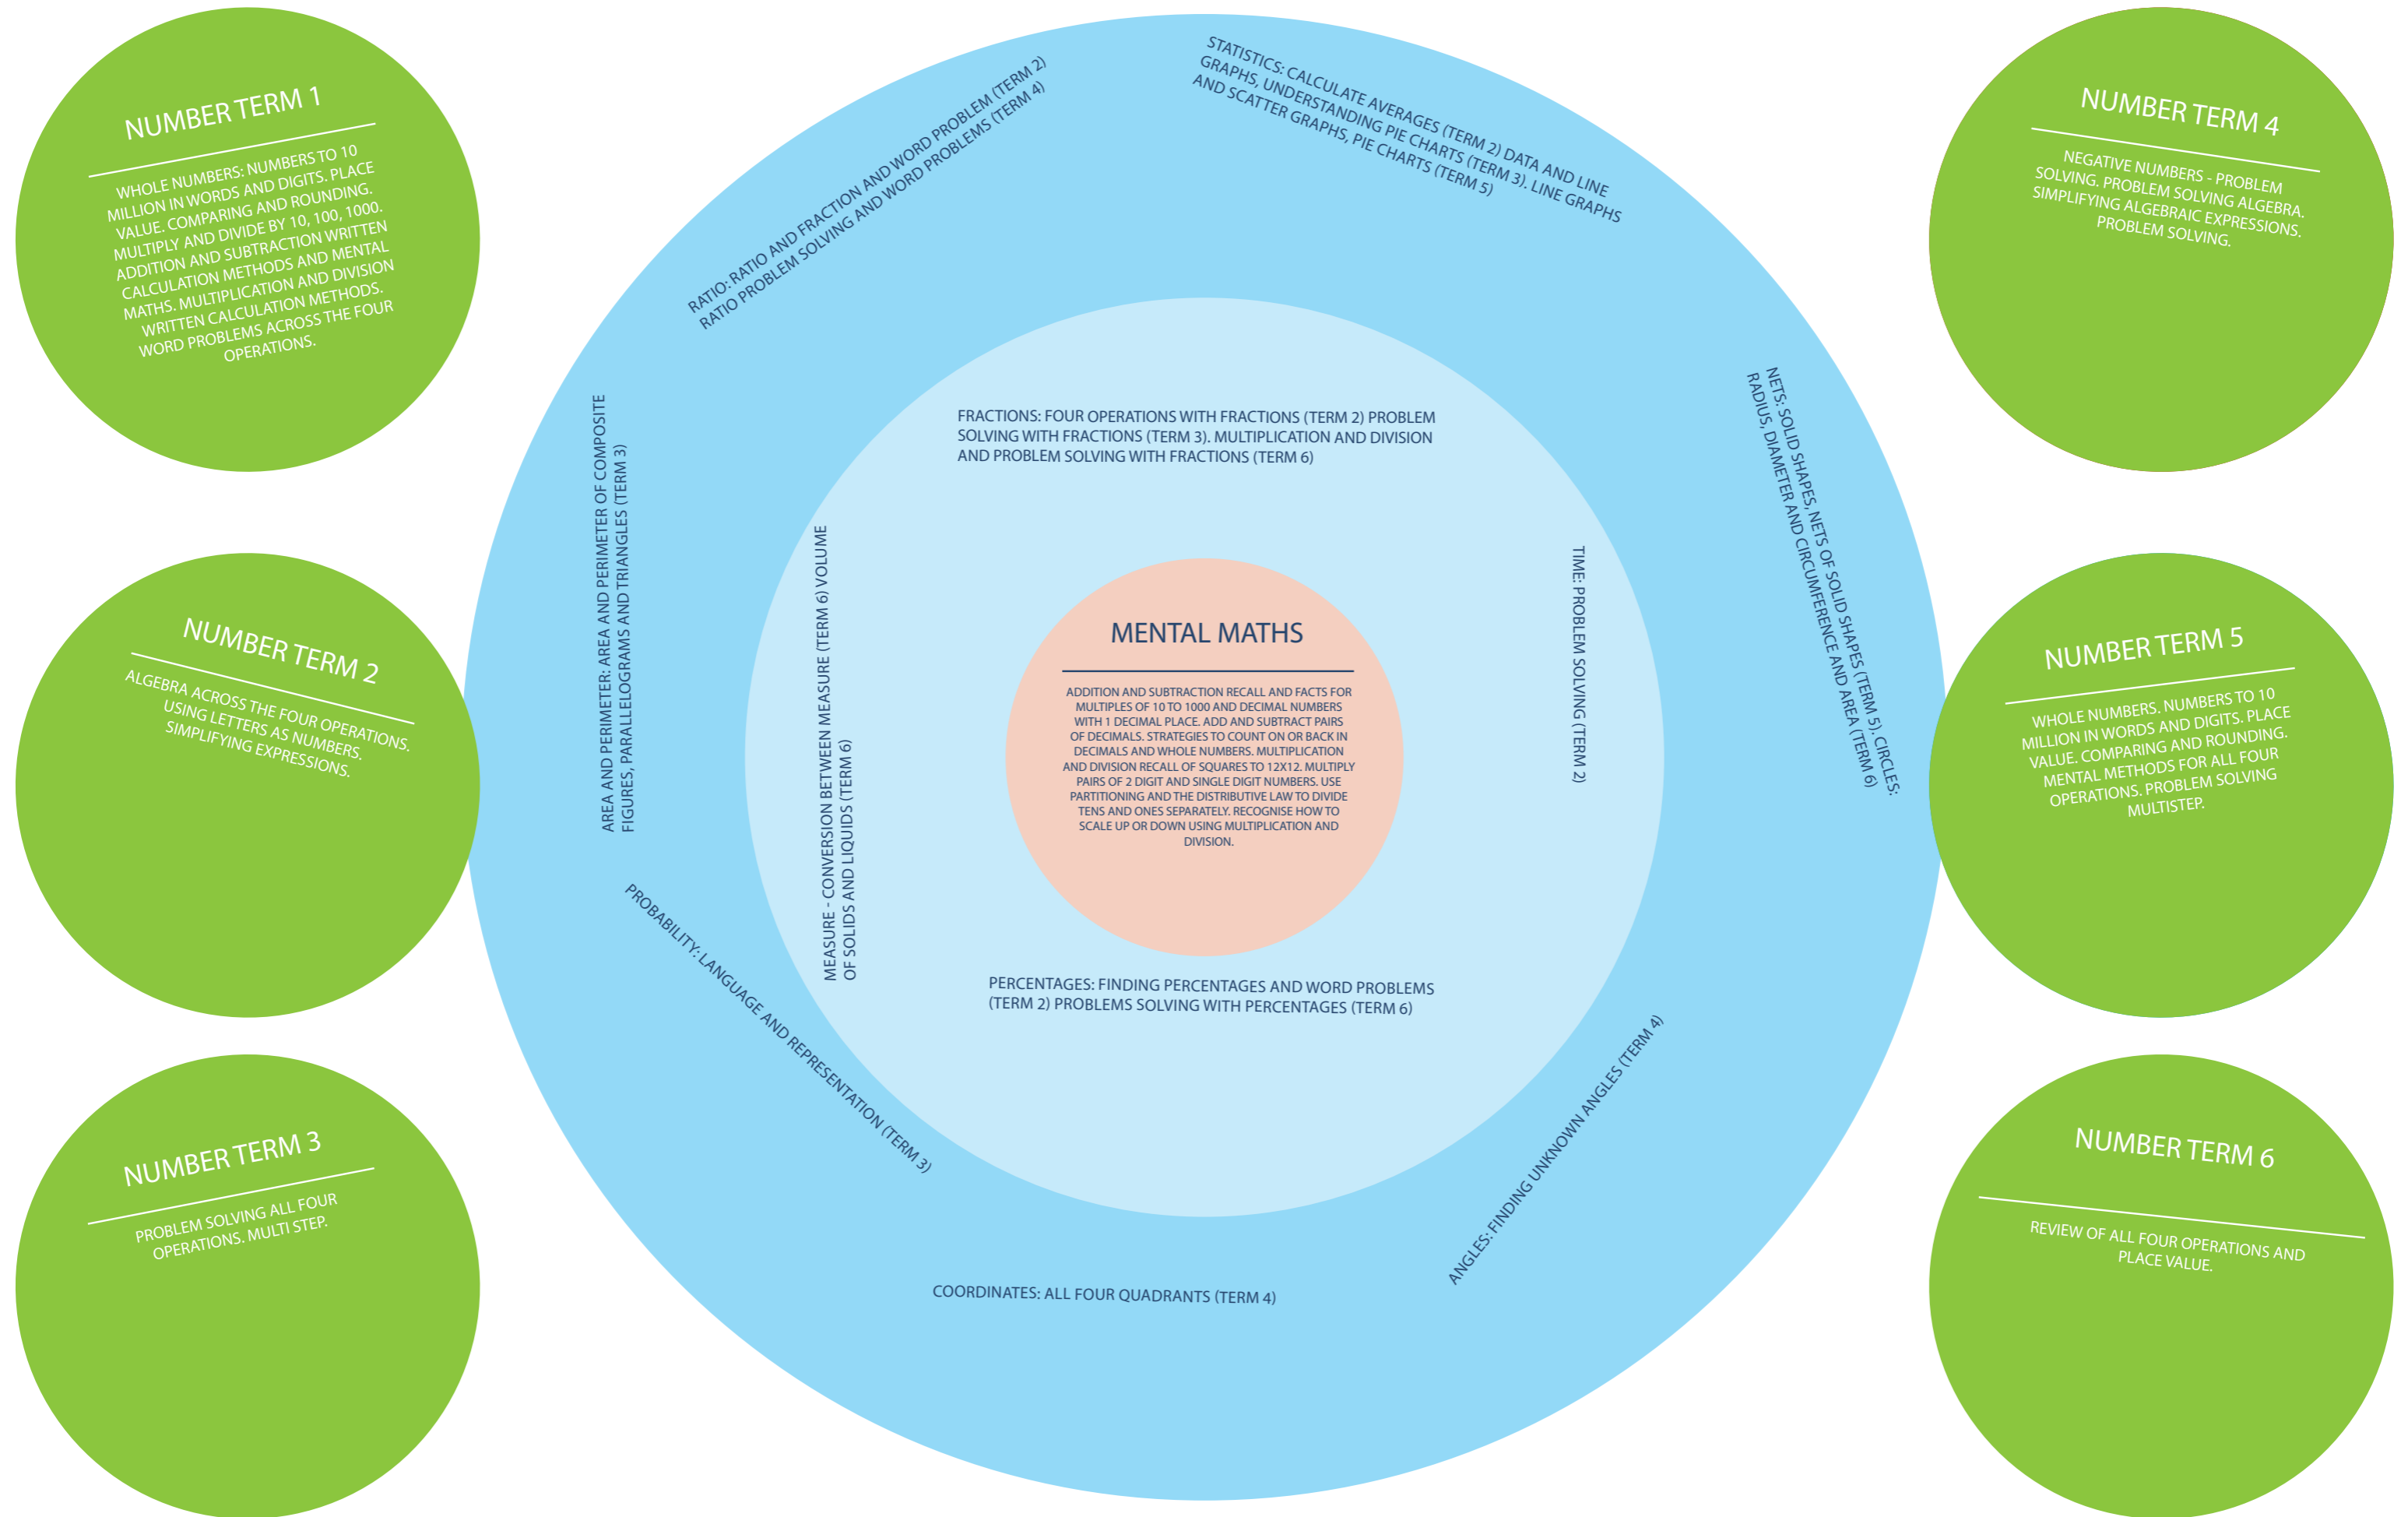 NUMBER TERM 1
WHOLE NUMBERS: NUMBERS TO 10
MILLION IN WORDS AND DIGITS. PLACE
VALUE. COMPARING AND ROUNDING.
MULTIPLY AND DIVIDE BY 10, 100, 1000.
ADDITION AND SUBTRACTION WRITTEN
CALCULATION METHODS AND MENTAL
MATHS. MULTIPLICATION AND DIVISION
WRITTEN CALCULATION METHODS.
WORD PROBLEMS ACROSS THE FOUR
OPERATIONS.
NUMBER TERM 2
ALGEBRA ACROSS THE FOUR OPERATIONS.
USING LETTERS AS NUMBERS.
SIMPLIFYING EXPRESSIONS.
NUMBER TERM 3
PROBLEM SOLVING ALL FOUR
OPERATIONS. MULTI STEP.
RATIO: RATIO AND FRACTION AND WORD PROBLEM (TERM 2)
RATIO PROBLEM SOLVING AND WORD PROBLEMS (TERM 4)
STATISTICS: CALCULATE AVERAGES (TERM 2) DATA AND LINE
GRAPHS, UNDERSTANDING PIE CHARTS (TERM 3). LINE GRAPHS
AND SCATTER GRAPHS, PIE CHARTS (TERM 5)
AREA AND PERIMETER: AREA AND PERIMETER OF COMPOSITE
FIGURES, PARALLELOGRAMS AND TRIANGLES (TERM 3)
NETS: SOLID SHAPES, NETS OF SOLID SHAPES (TERM 5). CIRCLES:
RADIUS, DIAMETER AND CIRCUMFERENCE AND AREA (TERM 6)
PROBABILITY: LANGUAGE AND REPRESENTATION (TERM 3)
ANGLES: FINDING UNKNOWN ANGLES (TERM 4)
COORDINATES: ALL FOUR QUADRANTS (TERM 4)
FRACTIONS: FOUR OPERATIONS WITH FRACTIONS (TERM 2) PROBLEM
SOLVING WITH FRACTIONS (TERM 3). MULTIPLICATION AND DIVISION
AND PROBLEM SOLVING WITH FRACTIONS (TERM 6)
MEASURE - CONVERSION BETWEEN MEASURE (TERM 6) VOLUME
OF SOLIDS AND LIQUIDS (TERM 6)
TIME: PROBLEM SOLVING (TERM 2)
PERCENTAGES: FINDING PERCENTAGES AND WORD PROBLEMS
(TERM 2) PROBLEMS SOLVING WITH PERCENTAGES (TERM 6)
MENTAL MATHS
ADDITION AND SUBTRACTION RECALL AND FACTS FOR
MULTIPLES OF 10 TO 1000 AND DECIMAL NUMBERS
WITH 1 DECIMAL PLACE. ADD AND SUBTRACT PAIRS
OF DECIMALS. STRATEGIES TO COUNT ON OR BACK IN
DECIMALS AND WHOLE NUMBERS. MULTIPLICATION
AND DIVISION RECALL OF SQUARES TO 12X12. MULTIPLY
PAIRS OF 2 DIGIT AND SINGLE DIGIT NUMBERS. USE
PARTITIONING AND THE DISTRIBUTIVE LAW TO DIVIDE
TENS AND ONES SEPARATELY. RECOGNISE HOW TO
SCALE UP OR DOWN USING MULTIPLICATION AND
DIVISION.
NUMBER TERM 4
NEGATIVE NUMBERS - PROBLEM
SOLVING. PROBLEM SOLVING ALGEBRA.
SIMPLIFYING ALGEBRAIC EXPRESSIONS.
PROBLEM SOLVING.
NUMBER TERM 5
WHOLE NUMBERS. NUMBERS TO 10
MILLION IN WORDS AND DIGITS. PLACE
VALUE. COMPARING AND ROUNDING.
MENTAL METHODS FOR ALL FOUR
OPERATIONS. PROBLEM SOLVING
MULTISTEP.
NUMBER TERM 6
REVIEW OF ALL FOUR OPERATIONS AND
PLACE VALUE.